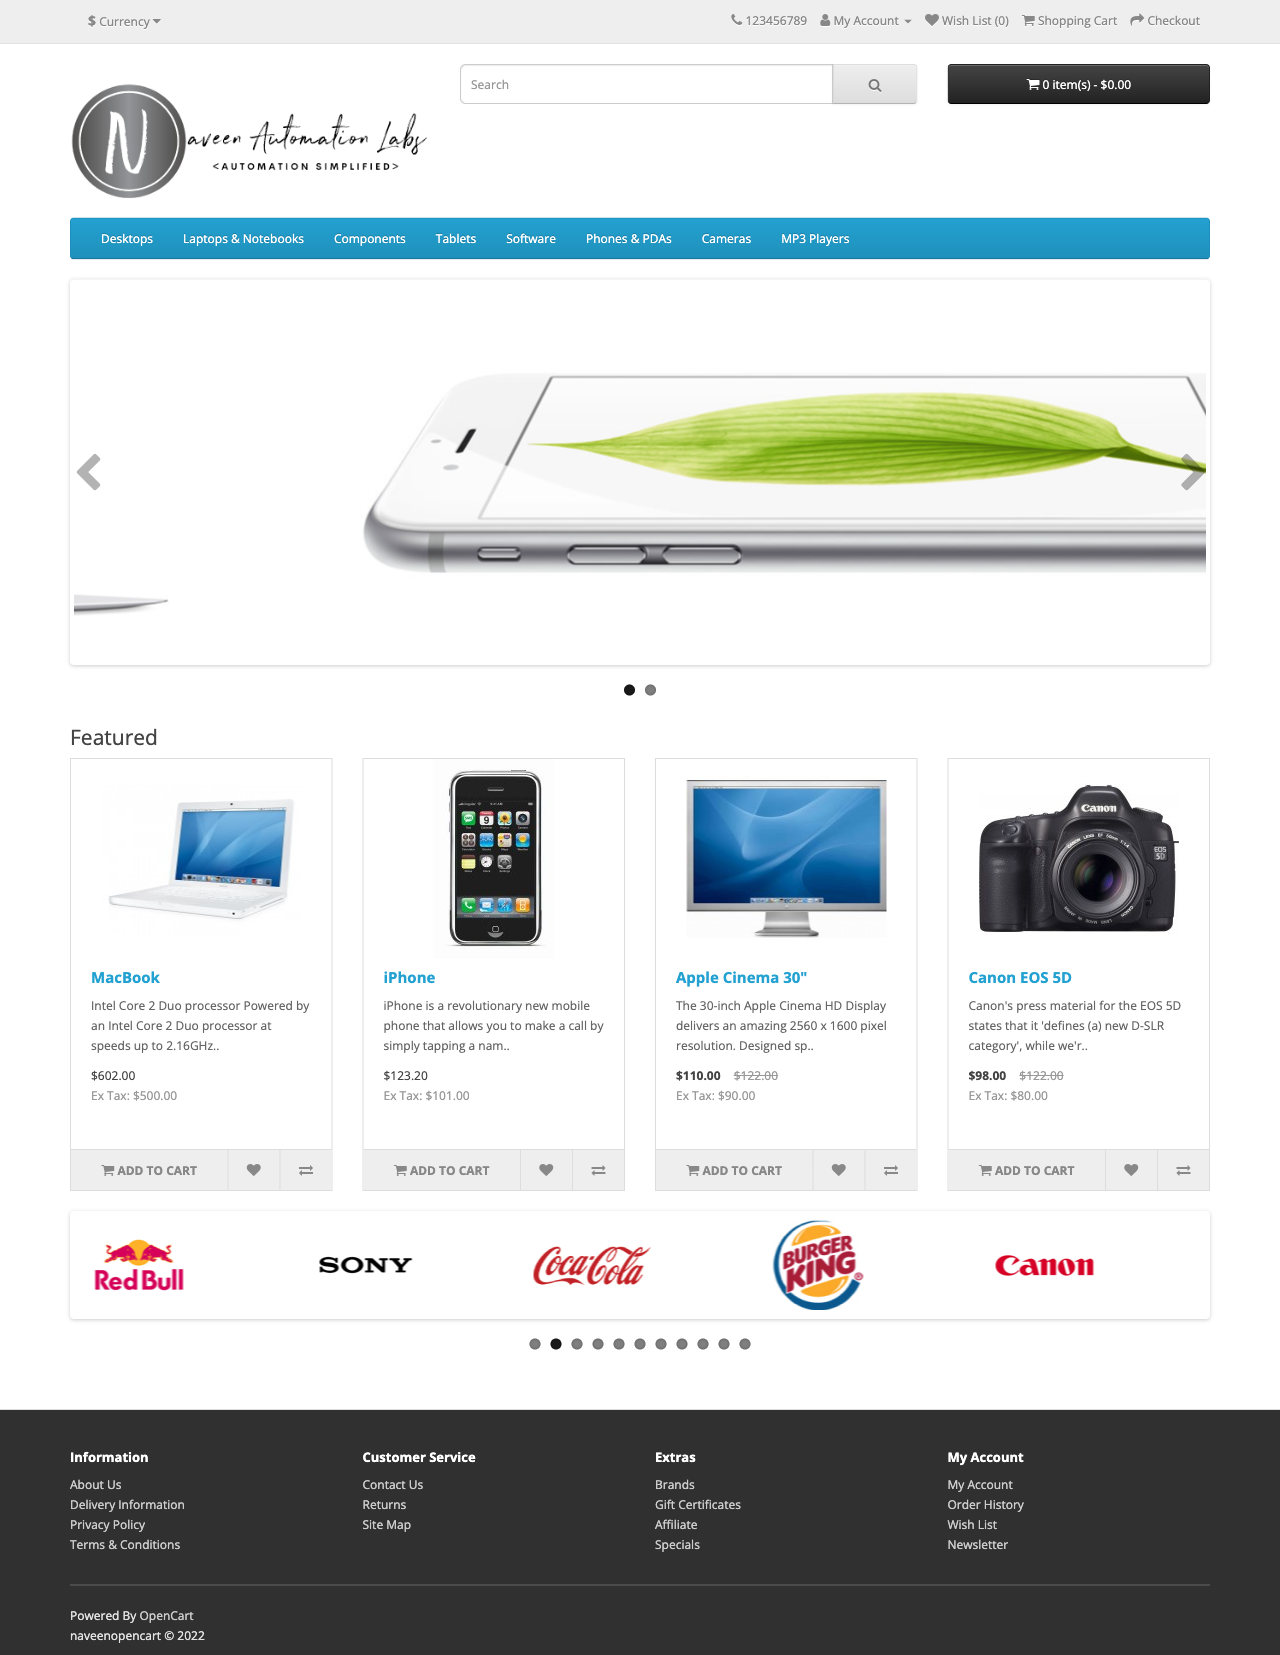 $ Currency
123456789 My Account Wish List (0) Shopping Cart Checkout
N
aveen Automation Labs
<AUTOMATION SIMPLIFIED>
Search
0 item(s) - $0.00
Desktops Laptops & Notebooks Components Tablets Software Phones & PDAs Cameras MP3 Players
Featured
Canon
EOS
5D
MacBook
Intel Core 2 Duo processor Powered by
an Intel Core 2 Duo processor at
speeds up to 2.16GHz..
$602.00
Ex Tax: $500.00
ADD TO CART
iPhone
iPhone is a revolutionary new mobile
phone that allows you to make a call by
simply tapping a nam..
$123.20
Ex Tax: $101.00
ADD TO CART
Apple Cinema 30"
The 30-inch Apple Cinema HD Display
delivers an amazing 2560 x 1600 pixel
resolution. Designed sp..
$110.00 $122.00
Ex Tax: $90.00
ADD TO CART
Canon EOS 5D
Canon's press material for the EOS 5D
states that it 'defines (a) new D-SLR
category', while we'r..
$98.00 $122.00
Ex Tax: $80.00
ADD TO CART
Red Bull
SONY
Coca-Cola
BURGER
KING
Canon
Information
About Us
Delivery Information
Privacy Policy
Terms & Conditions
Customer Service
Contact Us
Returns
Site Map
Extras
Brands
Gift Certificates
Affiliate
Specials
My Account
My Account
Order History
Wish List
Newsletter
Powered By OpenCart
naveenopencart © 2022